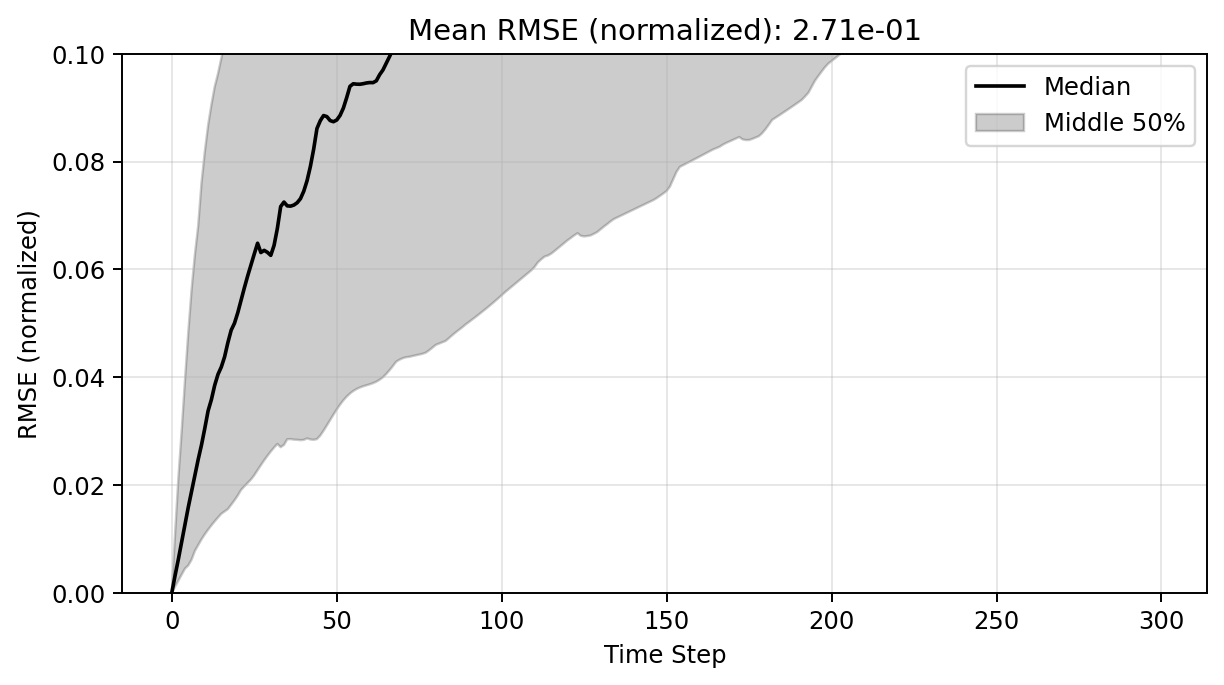 Mean RMSE (normalized): 2.71e-01
0.10
0.08
0.06
0.04
0.02
0.00
RMSE (normalized)
Median
Middle 50%
0 50 100 150 200 250 300
Time Step